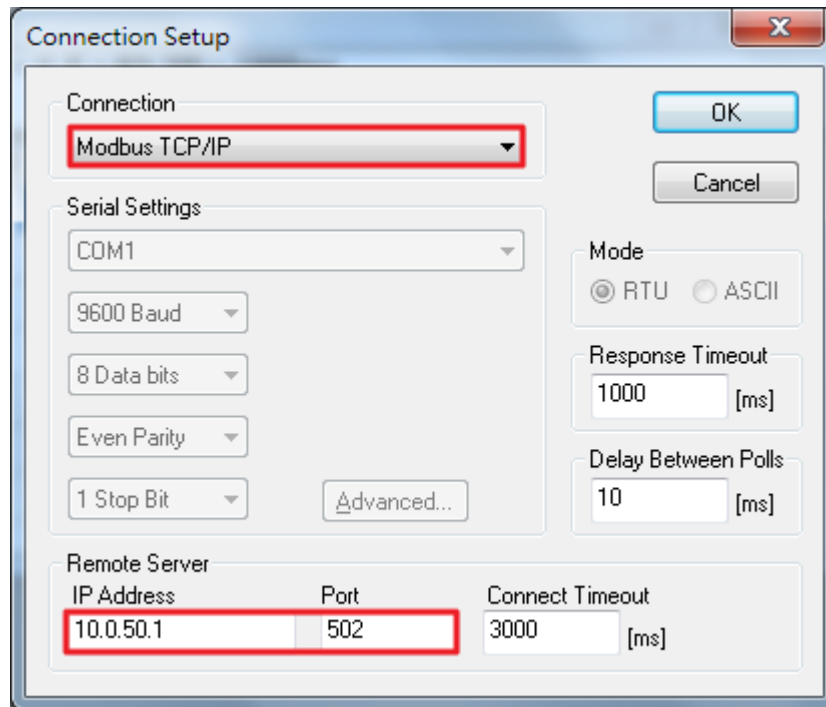 Connection Setup
Connection
Modbus TCP/IP
OK
Cancel
Serial Settings
COM1
9600 Baud
8 Data bits
Even Parity
1 Stop Bit
Advanced...
Mode
RTU ASCII
Response Timeout
1000 [ms]
Delay Between Polls
10 [ms]
Remote Server
IP Address Port Connect Timeout
10.0.50.1 502 3000 [ms]